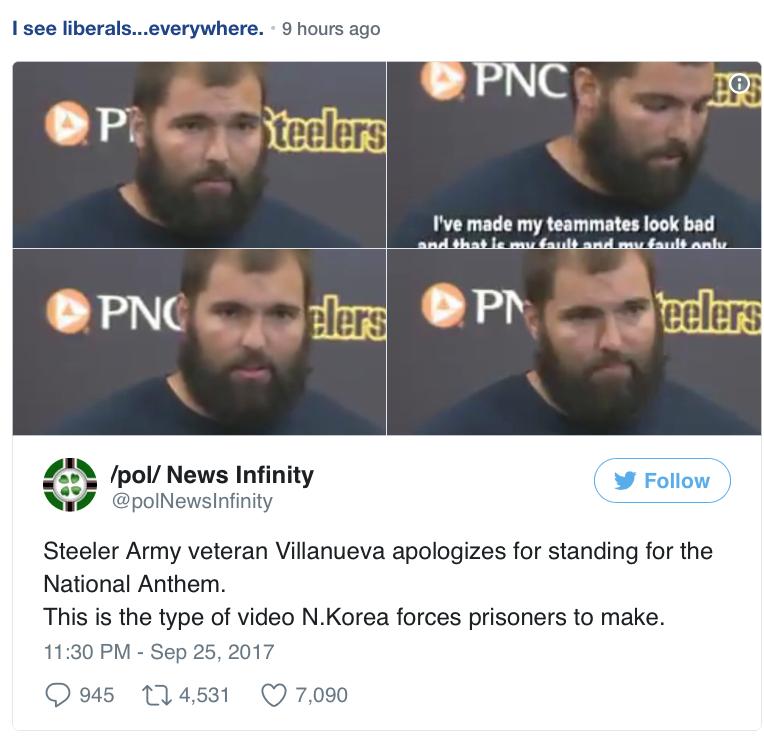 I see liberals...everywhere. · 9 hours ago
PNC Steelers
PNC
ers
I've made my teammates look bad
and that is my fault and my fault only
PNC elers
PN eelers
/pol/ News Infinity
@polNewsInfinity
Follow
Steeler Army veteran Villanueva apologizes for standing for the
National Anthem.
This is the type of video N.Korea forces prisoners to make.
11:30 PM - Sep 25, 2017
945 4,531 7,090